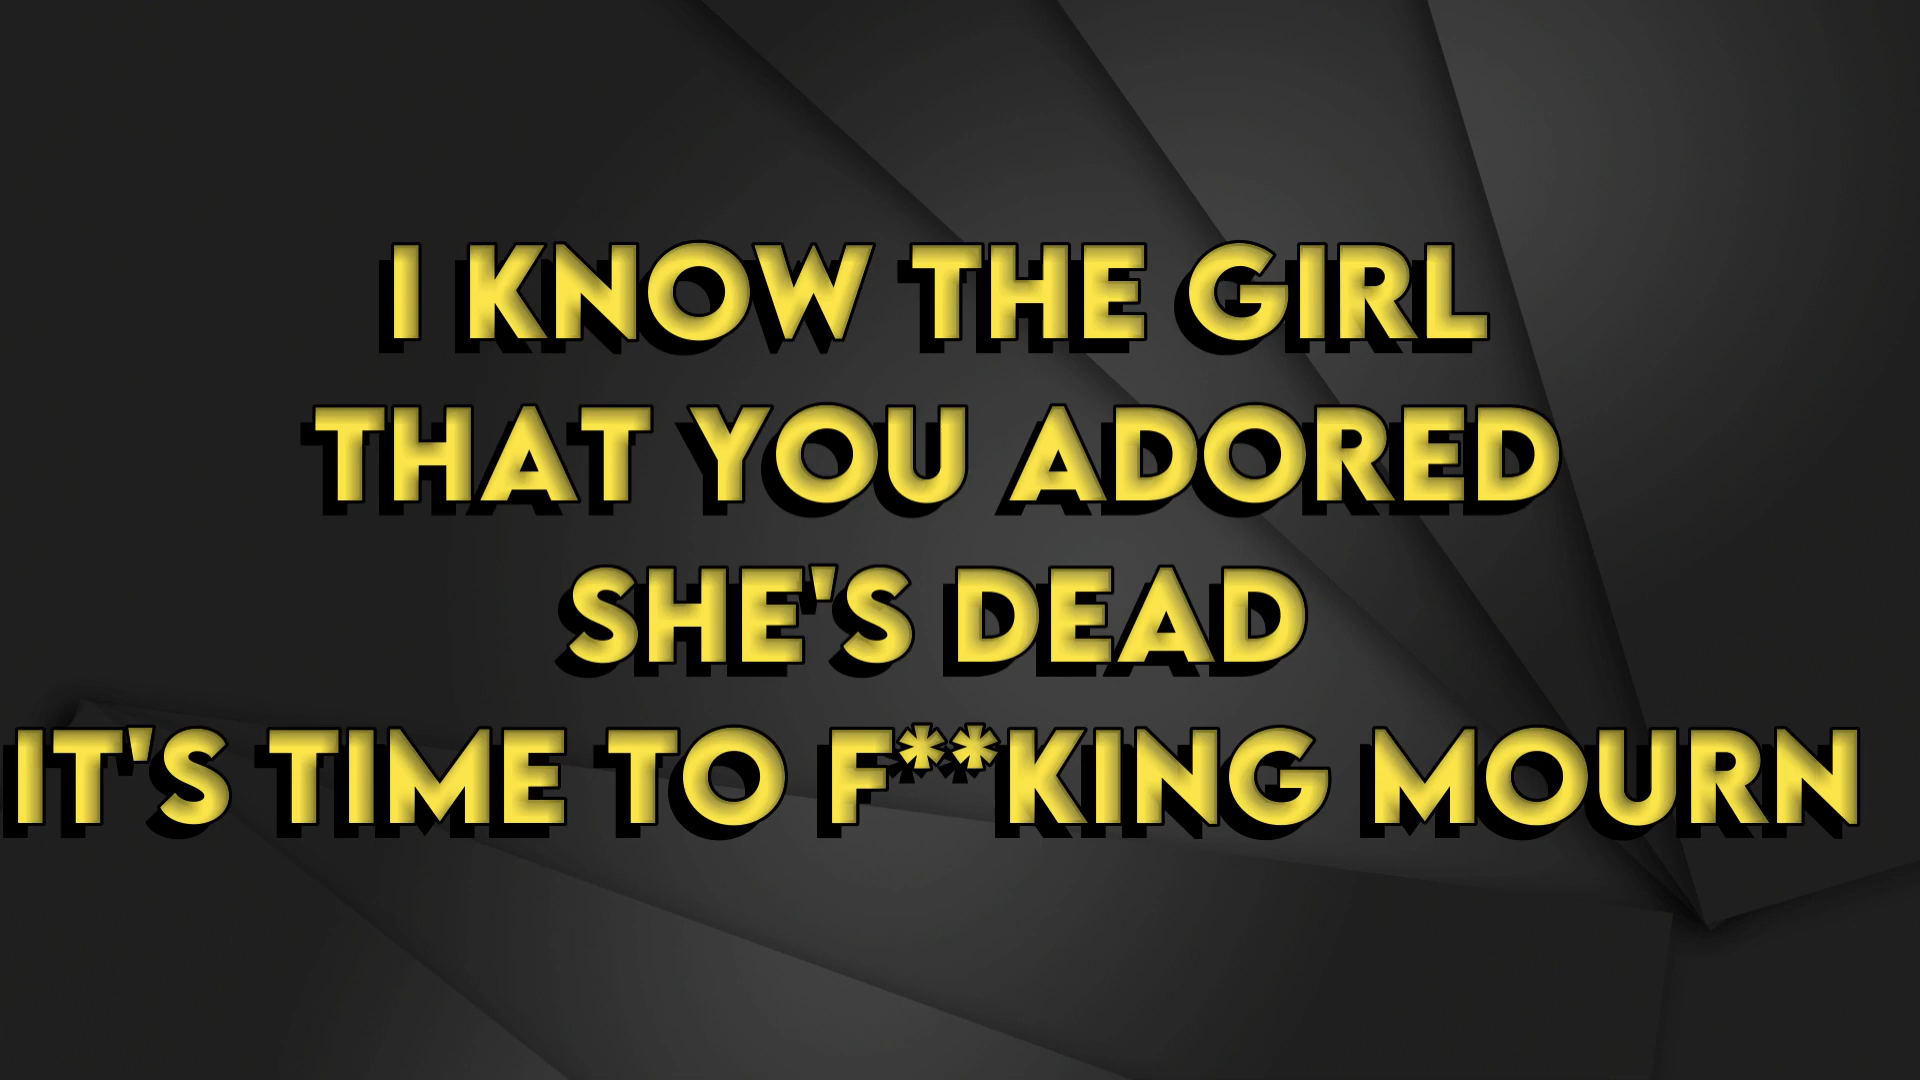 I KNOW THE GIRL
THAT YOU ADORED
SHE'S DEAD
IT'S TIME TO F**KING MOURN